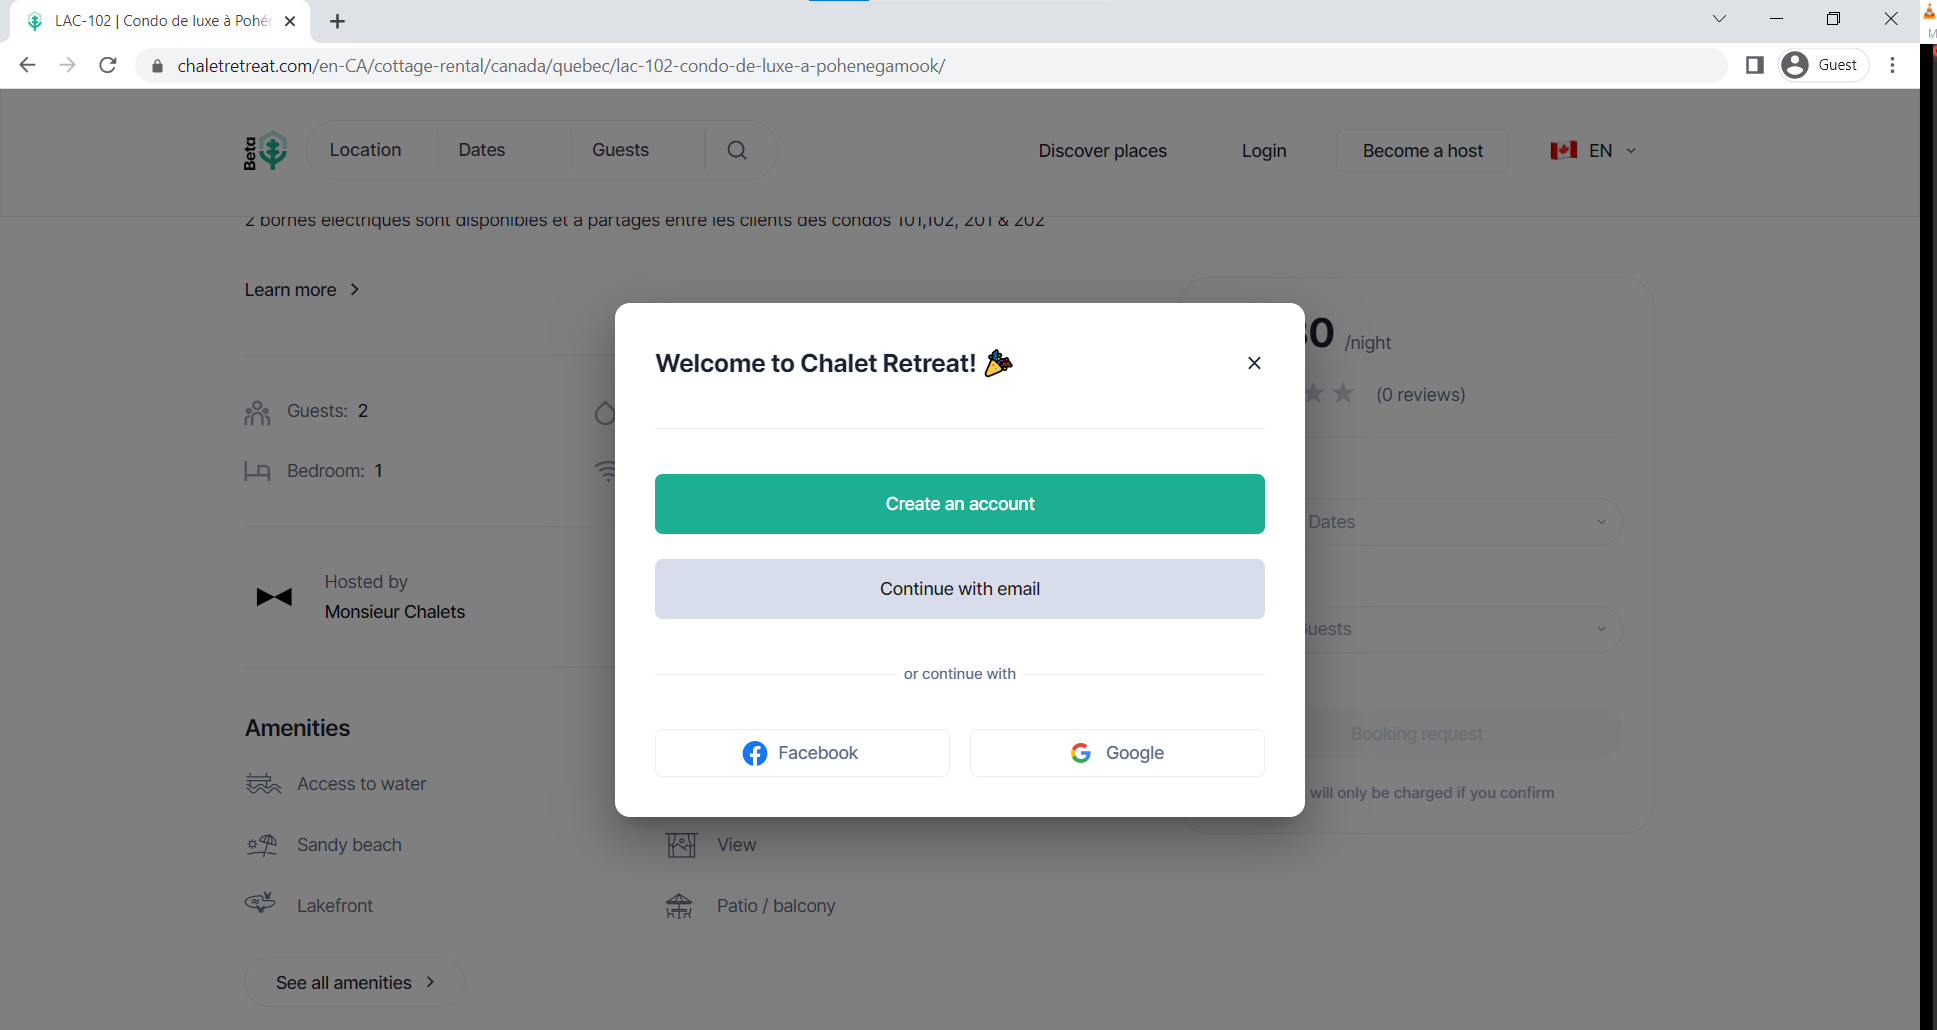 LAC-102 | Condo de luxe à Pohér
chaletretreat.com/en-CA/cottage-rental/canada/quebec/lac-102-condo-de-luxe-a-pohenegamook/
Guest
Beta
Location
Dates
Guests
Discover places
Login
Become a host
EN
2 bornes électriques sont disponibles et à partagés entre les clients des condos 101,102, 201 & 202
Learn more
Guests: 2
Bedroom: 1
Hosted by
Monsieur Chalets
Amenities
Access to water
Sandy beach
View
Lakefront
Patio / balcony
See all amenities
Welcome to Chalet Retreat!
Create an account
Continue with email
or continue with
Facebook
Google
/night
(0 reviews)
Dates
uests
Booking request
will only be charged if you confirm